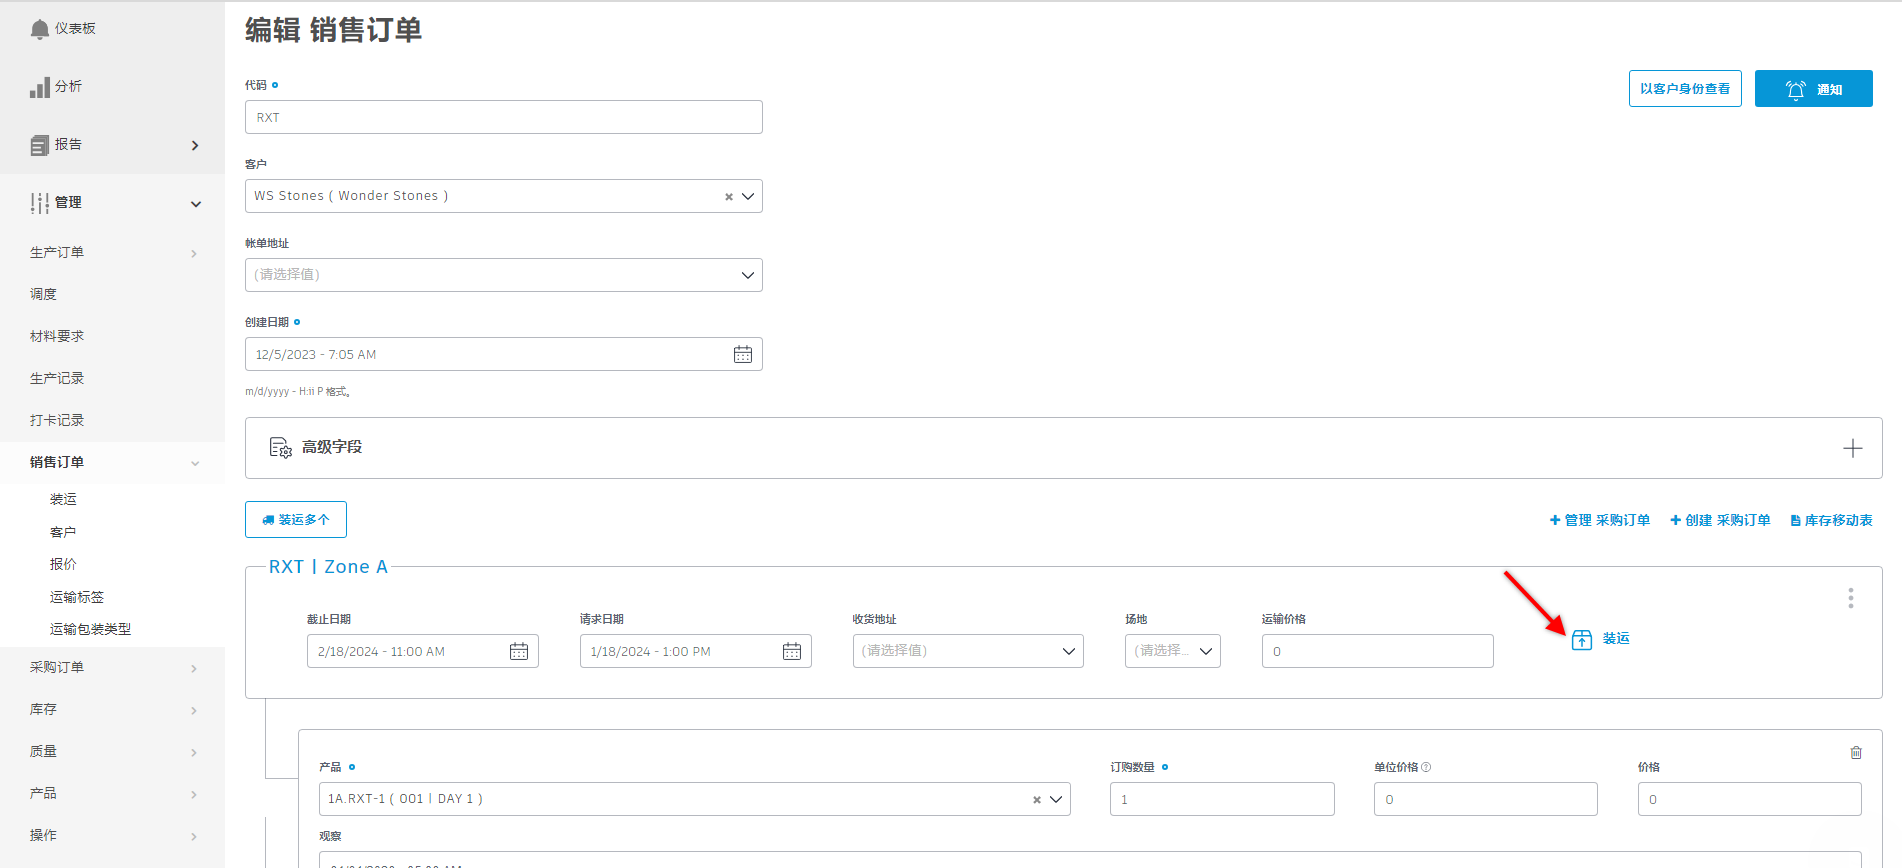 仪表板
分析
报告
管理
生产订单
调度
材料要求
生产记录
打卡记录
销售订单
装运
客户
报价
运输标签
运输包装类型
采购订单
库存
质量
产品
操作
编辑 销售订单
以客户身份查看
通知
代码
RXT
客户
WS Stones ( Wonder Stones )
帐单地址
(请选择值)
创建日期
12/5/2023 - 7:05 AM
m/d/yyyy - H:ii P 格式。
高级字段
装运多个
管理 采购订单 创建 采购订单 库存移动表
RXT | Zone A
截止日期 请求日期 收货地址 场地 运输价格
2/18/2024 - 11:00 AM 1/18/2024 - 1:00 PM (请选择值) (请选择... 0 装运
产品 订购数量 单位价格 价格
1A.RXT-1 ( 001 | DAY 1 ) 1 0 0
观察